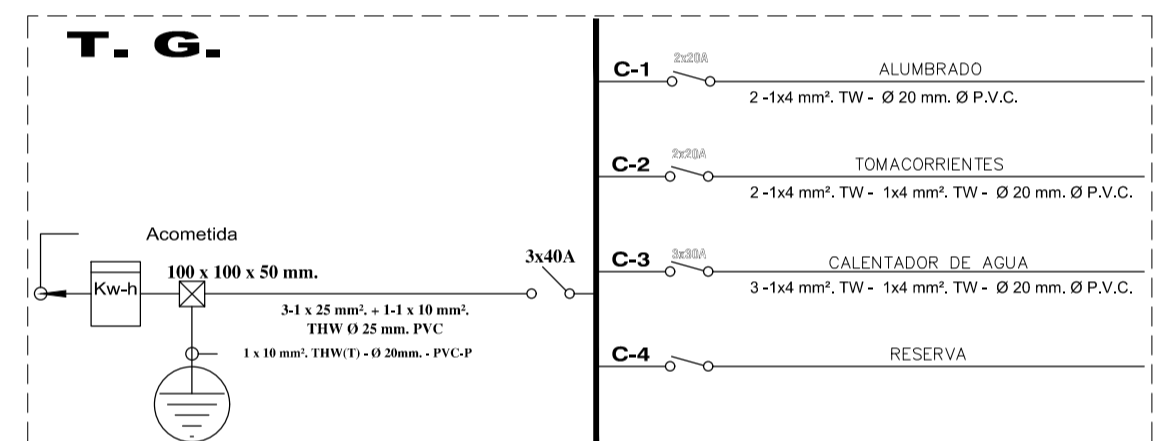 T. G.
Acometida
Kw-h
100 x 100 x 50 mm.
3-1 x 25 mm². + 1-1 x 10 mm².
THW Ø 25 mm. PVC
1 x 10 mm². THW(T) - Ø 20mm. - PVC-P
3x40A
C-1 2x20A ALUMBRADO
2 -1x4 mm². TW - Ø 20 mm. Ø P.V.C.
C-2 2x20A TOMACORRIENTES
2 -1x4 mm². TW - 1x4 mm². TW - Ø 20 mm. Ø P.V.C.
C-3 3x30A CALENTADOR DE AGUA
3 -1x4 mm². TW - 1x4 mm². TW - Ø 20 mm. Ø P.V.C.
C-4 RESERVA